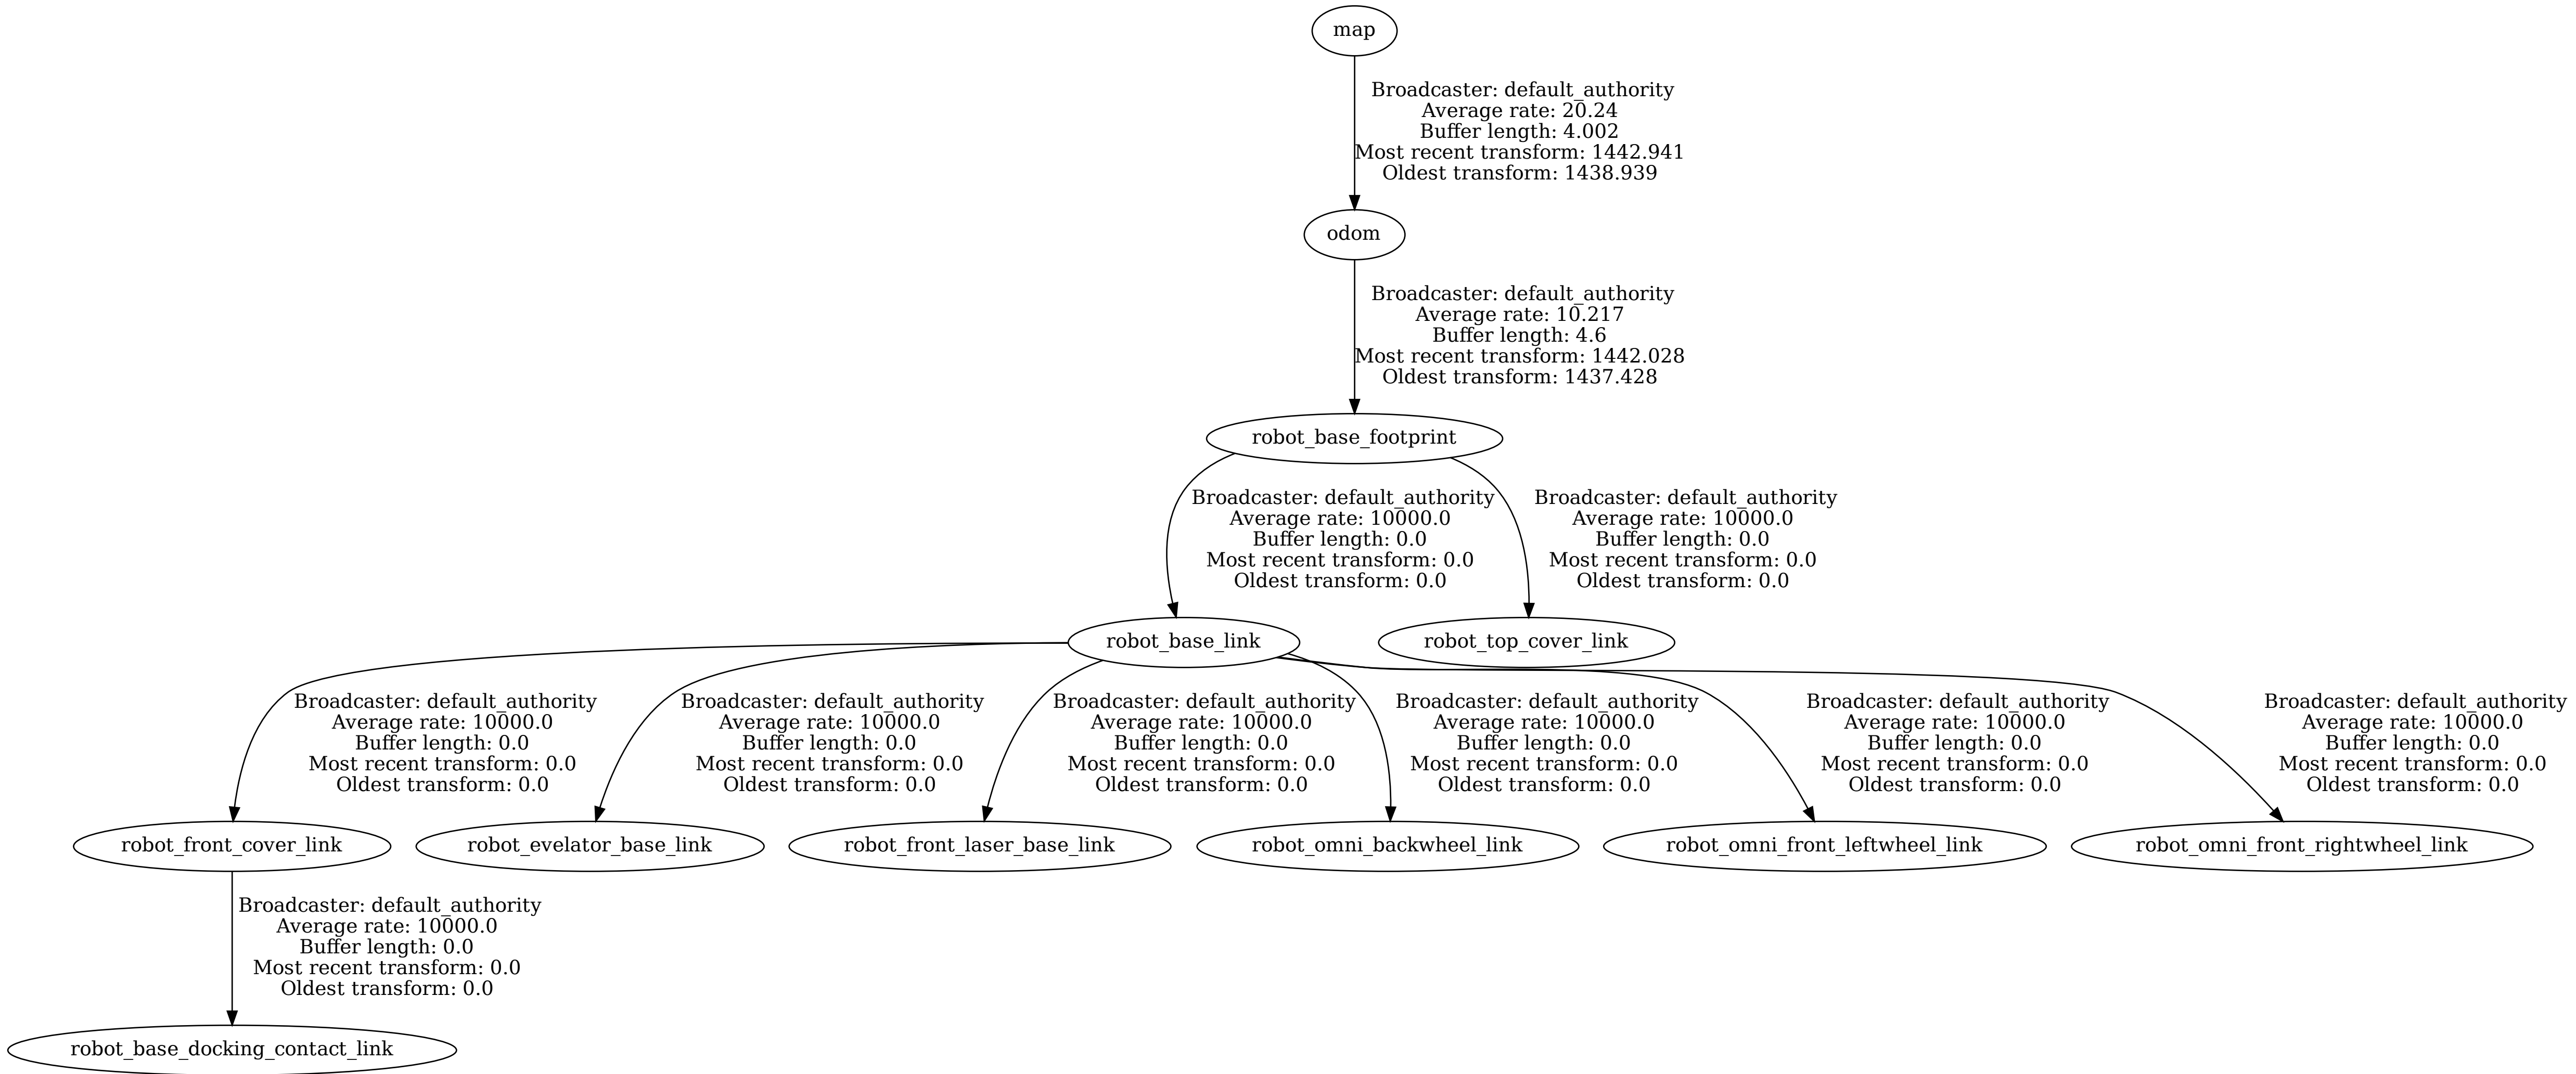 map
Broadcaster: default_authority
Average rate: 20.24
Buffer length: 4.002
Most recent transform: 1442.941
Oldest transform: 1438.939
odom
Broadcaster: default_authority
Average rate: 10.217
Buffer length: 4.6
Most recent transform: 1442.028
Oldest transform: 1437.428
robot_base_footprint
Broadcaster: default_authority
Average rate: 10000.0
Buffer length: 0.0
Most recent transform: 0.0
Oldest transform: 0.0
Broadcaster: default_authority
Average rate: 10000.0
Buffer length: 0.0
Most recent transform: 0.0
Oldest transform: 0.0
robot_base_link
robot_top_cover_link
Broadcaster: default_authority
Average rate: 10000.0
Buffer length: 0.0
Most recent transform: 0.0
Oldest transform: 0.0
Broadcaster: default_authority
Average rate: 10000.0
Buffer length: 0.0
Most recent transform: 0.0
Oldest transform: 0.0
Broadcaster: default_authority
Average rate: 10000.0
Buffer length: 0.0
Most recent transform: 0.0
Oldest transform: 0.0
Broadcaster: default_authority
Average rate: 10000.0
Buffer length: 0.0
Most recent transform: 0.0
Oldest transform: 0.0
Broadcaster: default_authority
Average rate: 10000.0
Buffer length: 0.0
Most recent transform: 0.0
Oldest transform: 0.0
Broadcaster: default_authority
Average rate: 10000.0
Buffer length: 0.0
Most recent transform: 0.0
Oldest transform: 0.0
robot_front_cover_link
robot_evelator_base_link
robot_front_laser_base_link
robot_omni_backwheel_link
robot_omni_front_leftwheel_link
robot_omni_front_rightwheel_link
Broadcaster: default_authority
Average rate: 10000.0
Buffer length: 0.0
Most recent transform: 0.0
Oldest transform: 0.0
robot_base_docking_contact_link